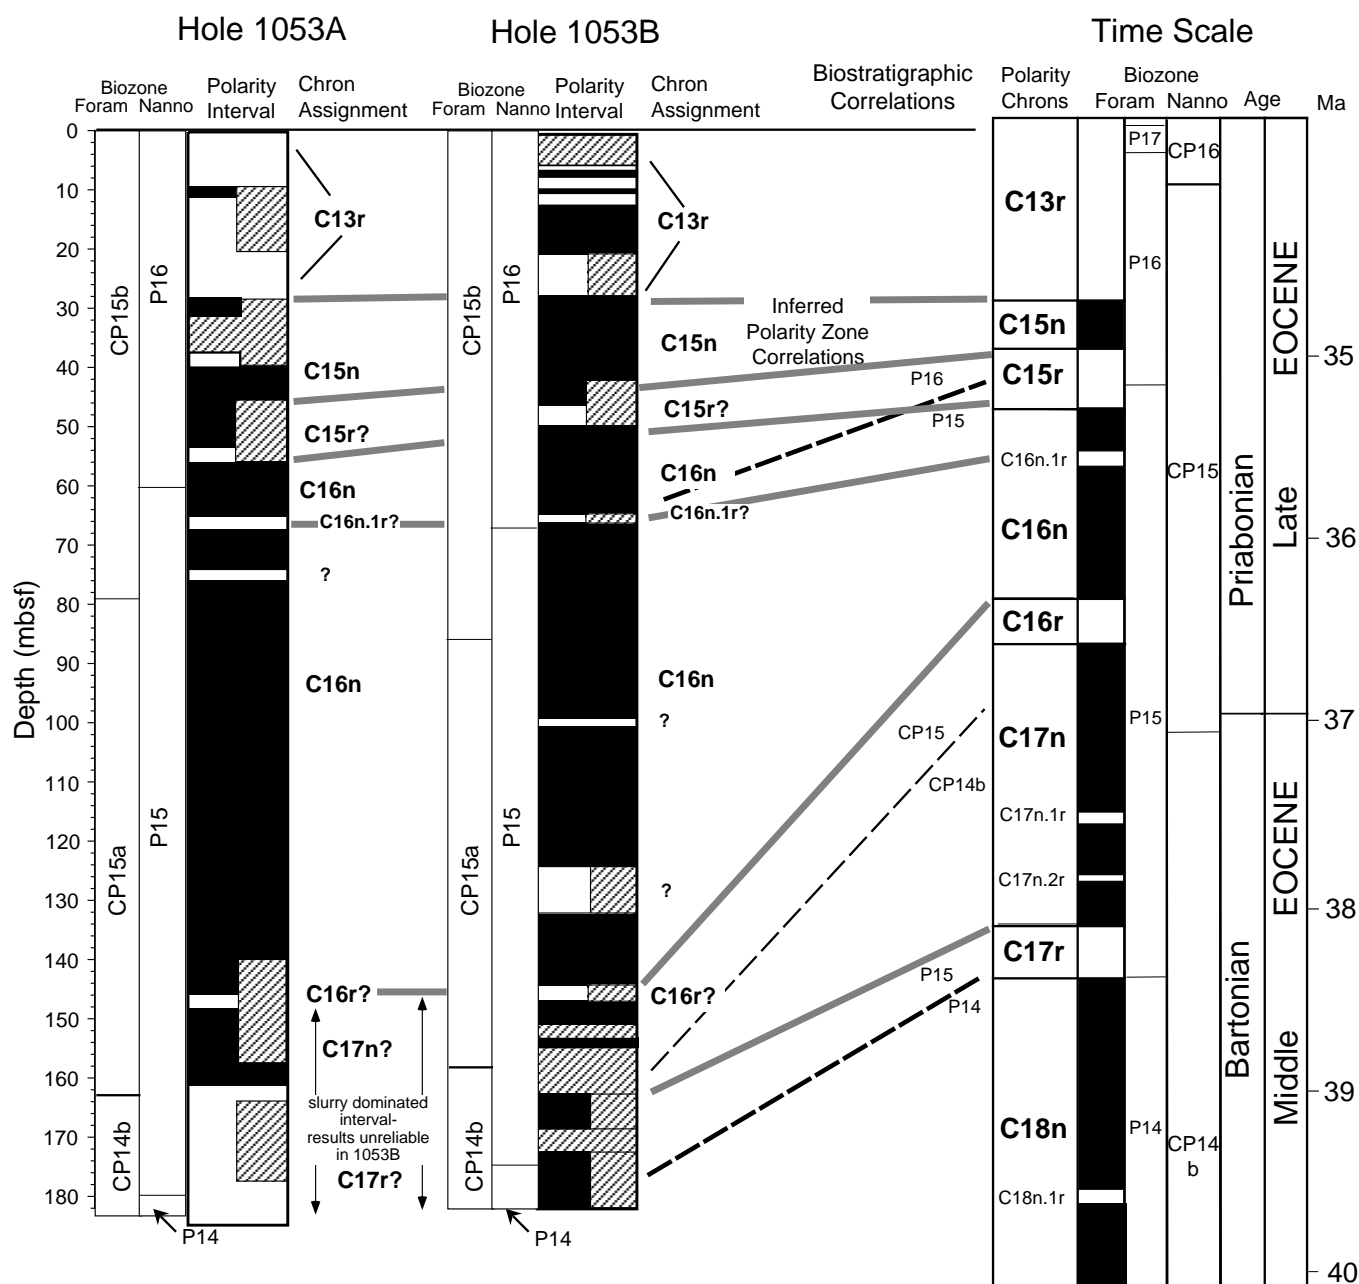 Hole 1053A
Hole 1053B
Time Scale
Biozone
Foram Nanno
Polarity
Interval
Chron
Assignment
Biozone
Foram Nanno
Polarity
Interval
Chron
Assignment
Biostratigraphic
Correlations
Polarity
Chrons
Biozone
Foram Nanno
Age
Ma
Depth (mbsf)
0
10
20
30
40
50
60
70
80
90
100
110
120
130
140
150
160
170
180
CP15b
CP15a
CP14b
P16
P15
P14
C13r
C15n
C15r?
C16n
C16n.1r?
?
C16n
C16r?
C17n?
slurry dominated
interval-
results unreliable
in 1053B
C17r?
CP15b
CP15a
CP14b
P16
P15
P14
C13r
C15n
C15r?
C16n
C16n.1r?
C16n
?
?
C16r?
Inferred
Polarity Zone
Correlations
P16
P15
CP15
CP14b
P15
P14
C13r
C15n
C15r
C16n.1r
C16n
C16r
C17n
C17n.1r
C17n.2r
C17r
C18n
C18n.1r
P17
P16
P15
P14
CP16
CP15
CP14
b
Priabonian
Bartonian
EOCENE
Late
EOCENE
Middle
35
36
37
38
39
40